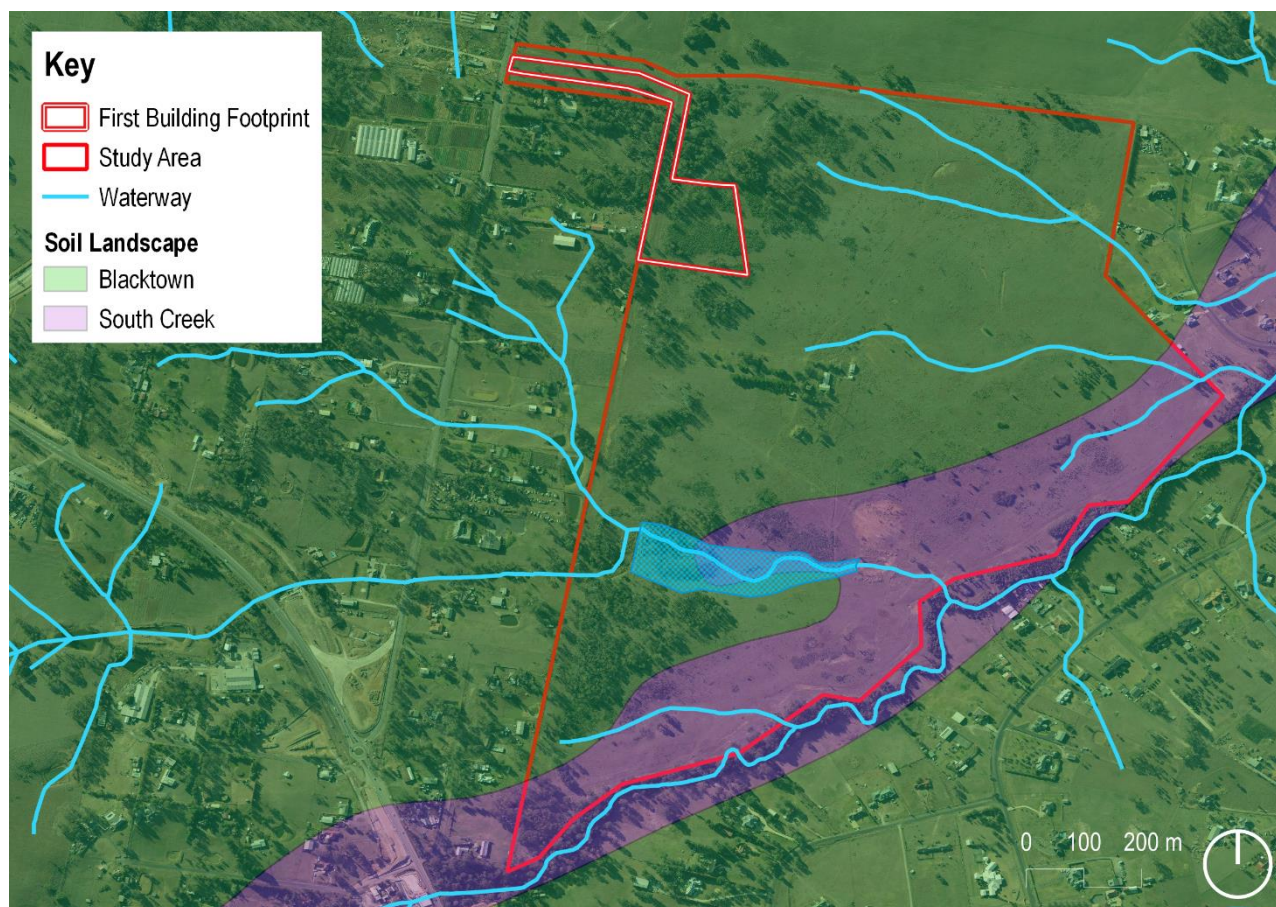 Key
First Building Footprint
Study Area
Waterway
Soil Landscape
Blacktown
South Creek
0 100 200 m